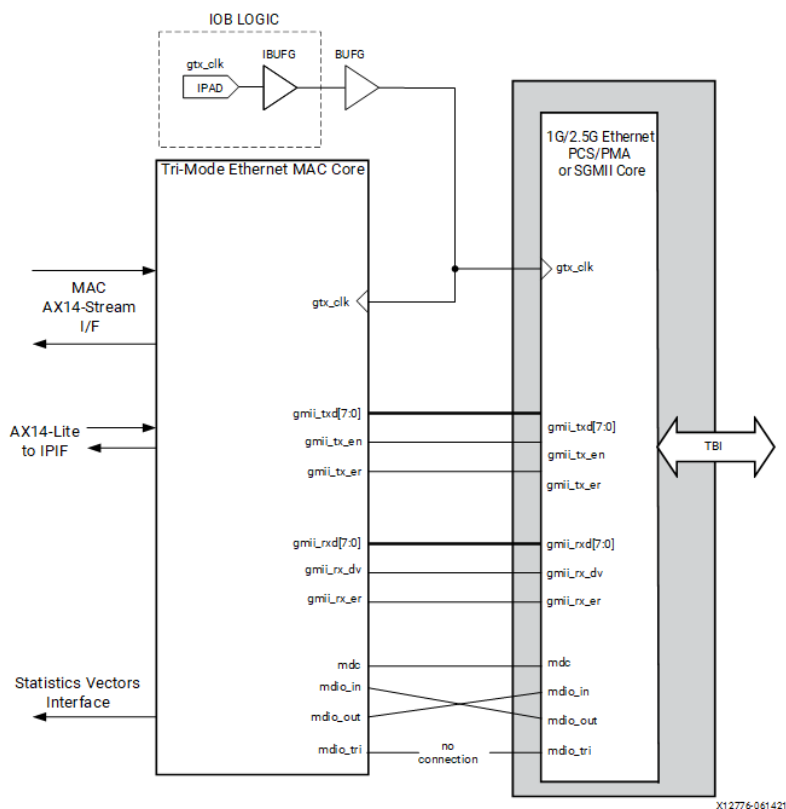 IOB LOGIC
gtx_clk
IPAD
IBUFG
BUFG
Tri-Mode Ethernet MAC Core
gtx_clk
MAC
AX14-Stream
I/F
AX14-Lite
to IPIF
Statistics Vectors
Interface
gmii_txd[7:0]
gmii_tx_en
gmii_tx_er
gmii_rxd[7:0]
gmii_rx_dv
gmii_rx_er
mdc
mdio_in
mdio_out
mdio_tri
no
connection
1G/2.5G Ethernet
PCS/PMA
or SGMII Core
gtx_clk
gmii_txd[7:0]
gmii_tx_en
gmii_tx_er
gmii_rxd[7:0]
gmii_rx_dv
gmii_rx_er
mdc
mdio_in
mdio_out
mdio_tri
TBI
X12776-061421